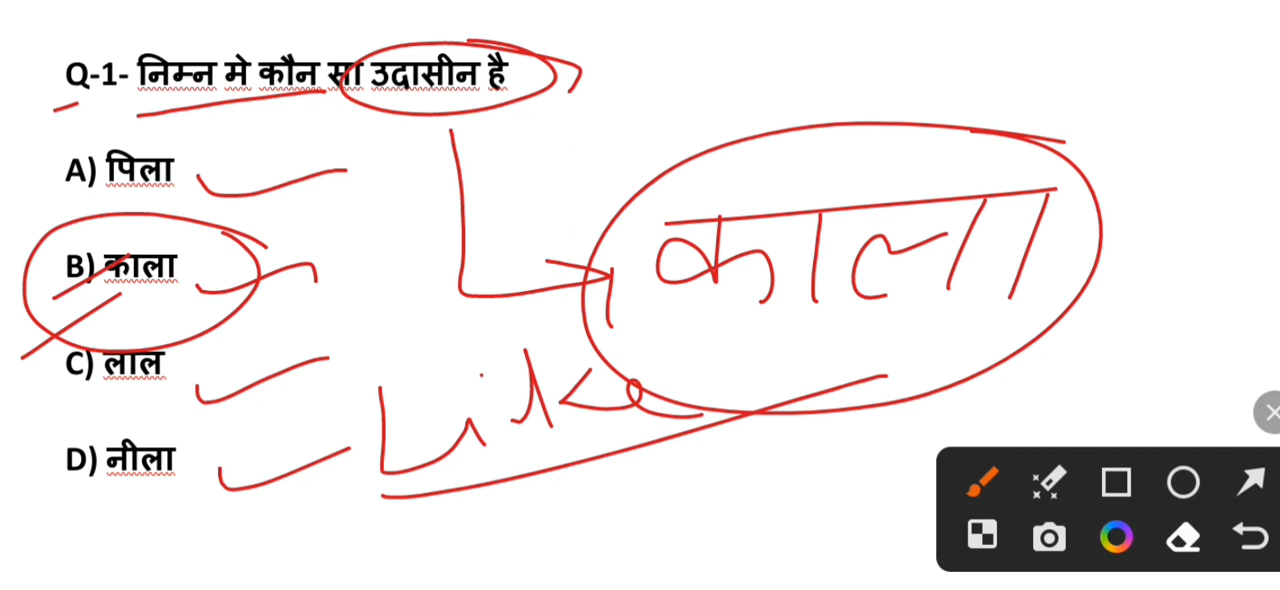 Q-1- निम्न मे कौन सा उदासीन है
A) पिला
B) काला
काला
C) लाल
Like
D) नीला